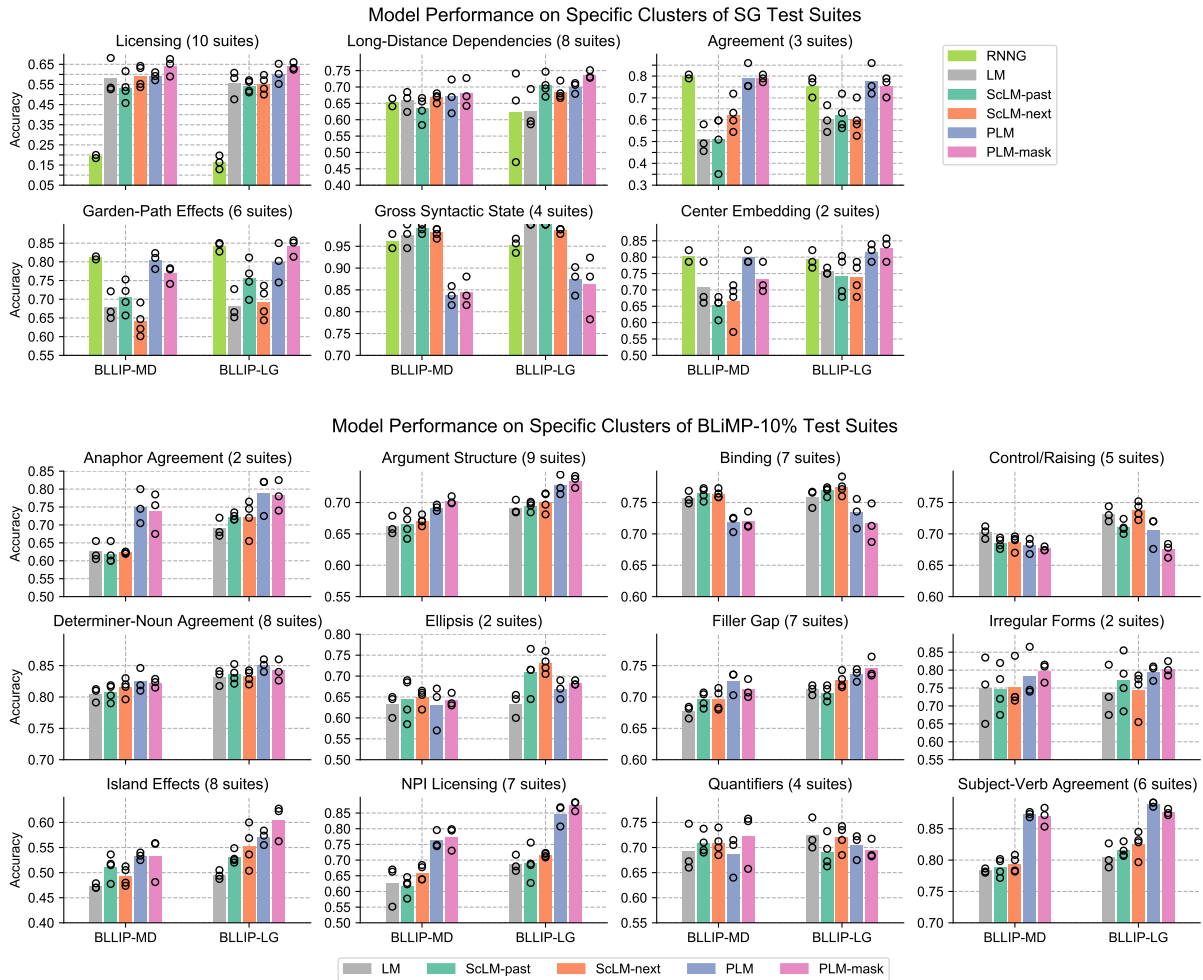 Model Performance on Specific Clusters of SG Test Suites
Licensing (10 suites)
Accuracy
0.65
0.55
0.45
0.35
0.25
0.15
0.05
Long-Distance Dependencies (8 suites)
0.75
0.70
0.65
0.60
0.55
0.50
0.45
0.40
Agreement (3 suites)
0.8
0.7
0.6
0.5
0.4
0.3
RNNG
LM
ScLM-past
ScLM-next
PLM
PLM-mask
Garden-Path Effects (6 suites)
Accuracy
0.85
0.80
0.75
0.70
0.65
0.60
0.55
BLLIP-MD BLLIP-LG
Gross Syntactic State (4 suites)
0.95
0.90
0.85
0.80
0.75
0.70
BLLIP-MD BLLIP-LG
Center Embedding (2 suites)
0.85
0.80
0.75
0.70
0.65
0.60
0.55
0.50
BLLIP-MD BLLIP-LG
Model Performance on Specific Clusters of BLiMP-10% Test Suites
Anaphor Agreement (2 suites)
Accuracy
0.85
0.80
0.75
0.70
0.65
0.60
0.55
0.50
Argument Structure (9 suites)
0.70
0.65
0.60
0.55
Binding (7 suites)
0.75
0.70
0.65
0.60
Control/Raising (5 suites)
0.75
0.70
0.65
0.60
Determiner-Noun Agreement (8 suites)
Accuracy
0.85
0.80
0.75
0.70
Ellipsis (2 suites)
0.80
0.75
0.70
0.65
0.60
0.55
0.50
Filler Gap (7 suites)
0.75
0.70
0.65
0.60
Irregular Forms (2 suites)
0.85
0.80
0.75
0.70
0.65
0.60
0.55
Island Effects (8 suites)
Accuracy
0.60
0.55
0.50
0.45
0.40
BLLIP-MD BLLIP-LG
NPI Licensing (7 suites)
0.85
0.80
0.75
0.70
0.65
0.60
0.55
0.50
BLLIP-MD BLLIP-LG
Quantifiers (4 suites)
0.75
0.70
0.65
0.60
0.55
BLLIP-MD BLLIP-LG
Subject-Verb Agreement (6 suites)
0.85
0.80
0.75
0.70
BLLIP-MD BLLIP-LG
LM ScLM-past ScLM-next PLM PLM-mask